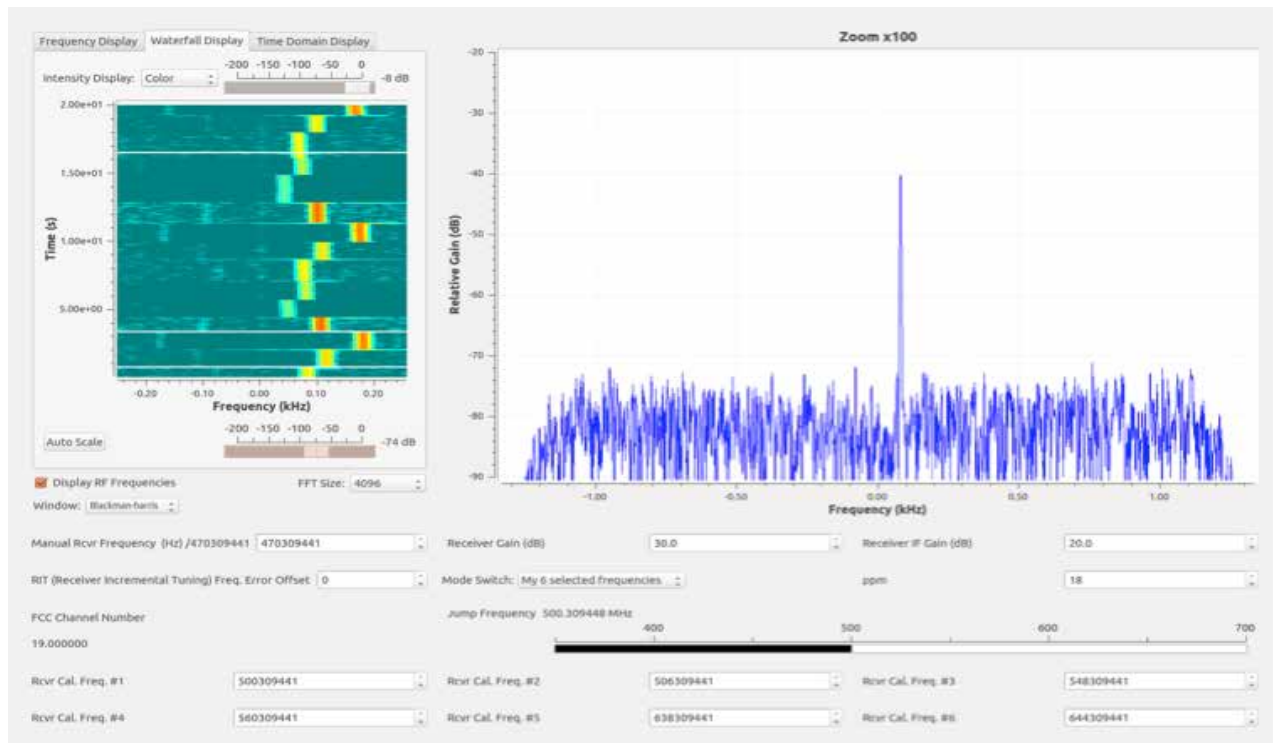 Frequency Display Waterfall Display Time Domain Display
Intensity Display: Color
-200 -150 -100 -50 0
-8 dB
2.00e+01
1.50e+01
1.00e+01
5.00e+00
Time (s)
-0.20 -0.10 0.00 0.10 0.20
Frequency (kHz)
Auto Scale
-200 -150 -100 -50 0
-74 dB
Zoom x100
-20
-30
-40
-50
-60
-70
-80
-90
Relative Gain (dB)
-1.00 -0.50 0.00 0.50 1.00
Frequency (kHz)
Display RF Frequencies
FFT Size: 4096
Window: Blackman-harris
Manual Rcvr Frequency (Hz) /470309441 470309441
Receiver Gain (dB) 30.0
Receiver IF Gain (dB) 20.0
RIT (Receiver Incremental Tuning) Freq. Error Offset 0
Mode Switch: My 6 selected frequencies
ppm 18
FCC Channel Number
19.000000
Jump Frequency 500.309448 MHz
400 500 600 700
Rcvr Cal. Freq. #1 500309441
Rcvr Cal. Freq. #2 506309441
Rcvr Cal. Freq. #3 548309441
Rcvr Cal. Freq. #4 560309441
Rcvr Cal. Freq. #5 638309441
Rcvr Cal. Freq. #6 644309441